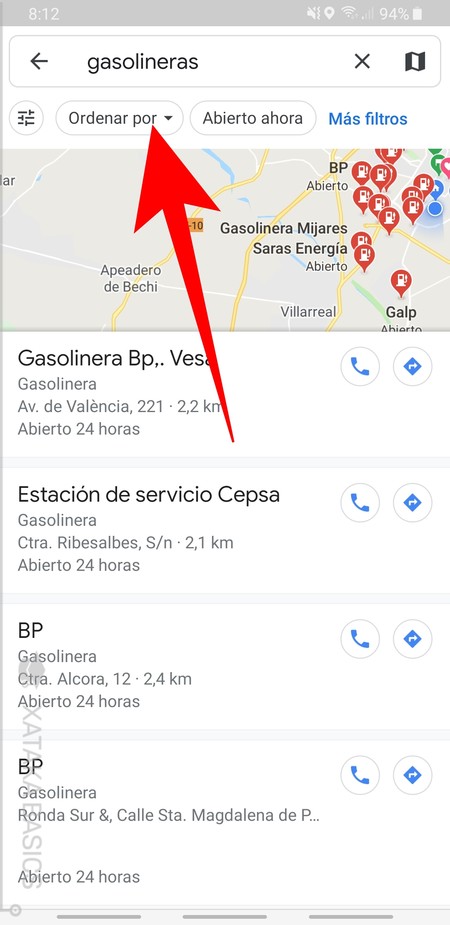 8:12
94%
gasolineras
Ordenar por
Abierto ahora
Más filtros
lar
BP
Abierto
-10
Gasolinera Mijares
Saras Energía
Abierto
Apeadero
de Bechi
Villarreal
Galp
Abierto
Gasolinera Bp,. Vesa
Gasolinera
Av. de València, 221 · 2,2 km
Abierto 24 horas
Estación de servicio Cepsa
Gasolinera
Ctra. Ribesalbes, S/n · 2,1 km
Abierto 24 horas
BP
Gasolinera
Ctra. Alcora, 12 · 2,4 km
Abierto 24 horas
BP
Gasolinera
Ronda Sur &, Calle Sta. Magdalena de P...
Abierto 24 horas
XATAKABASICS